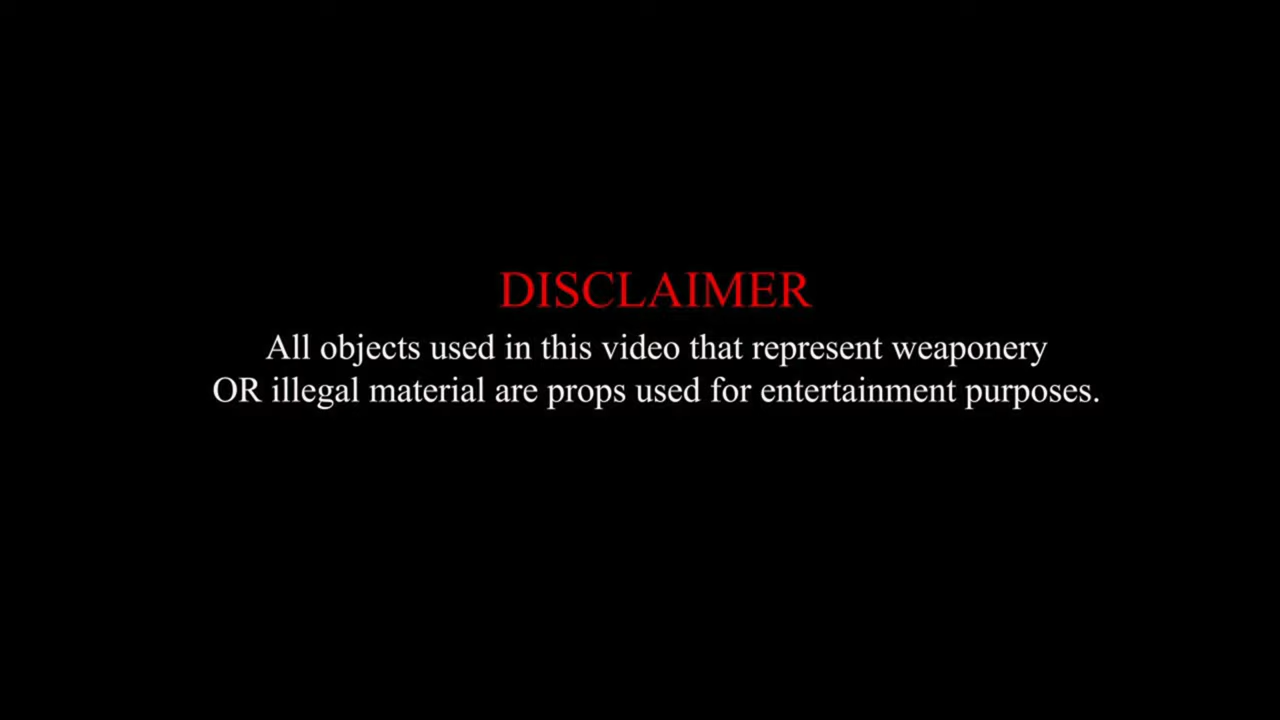 DISCLAIMER
All objects used in this video that represent weaponery
OR illegal material are props used for entertainment purposes.